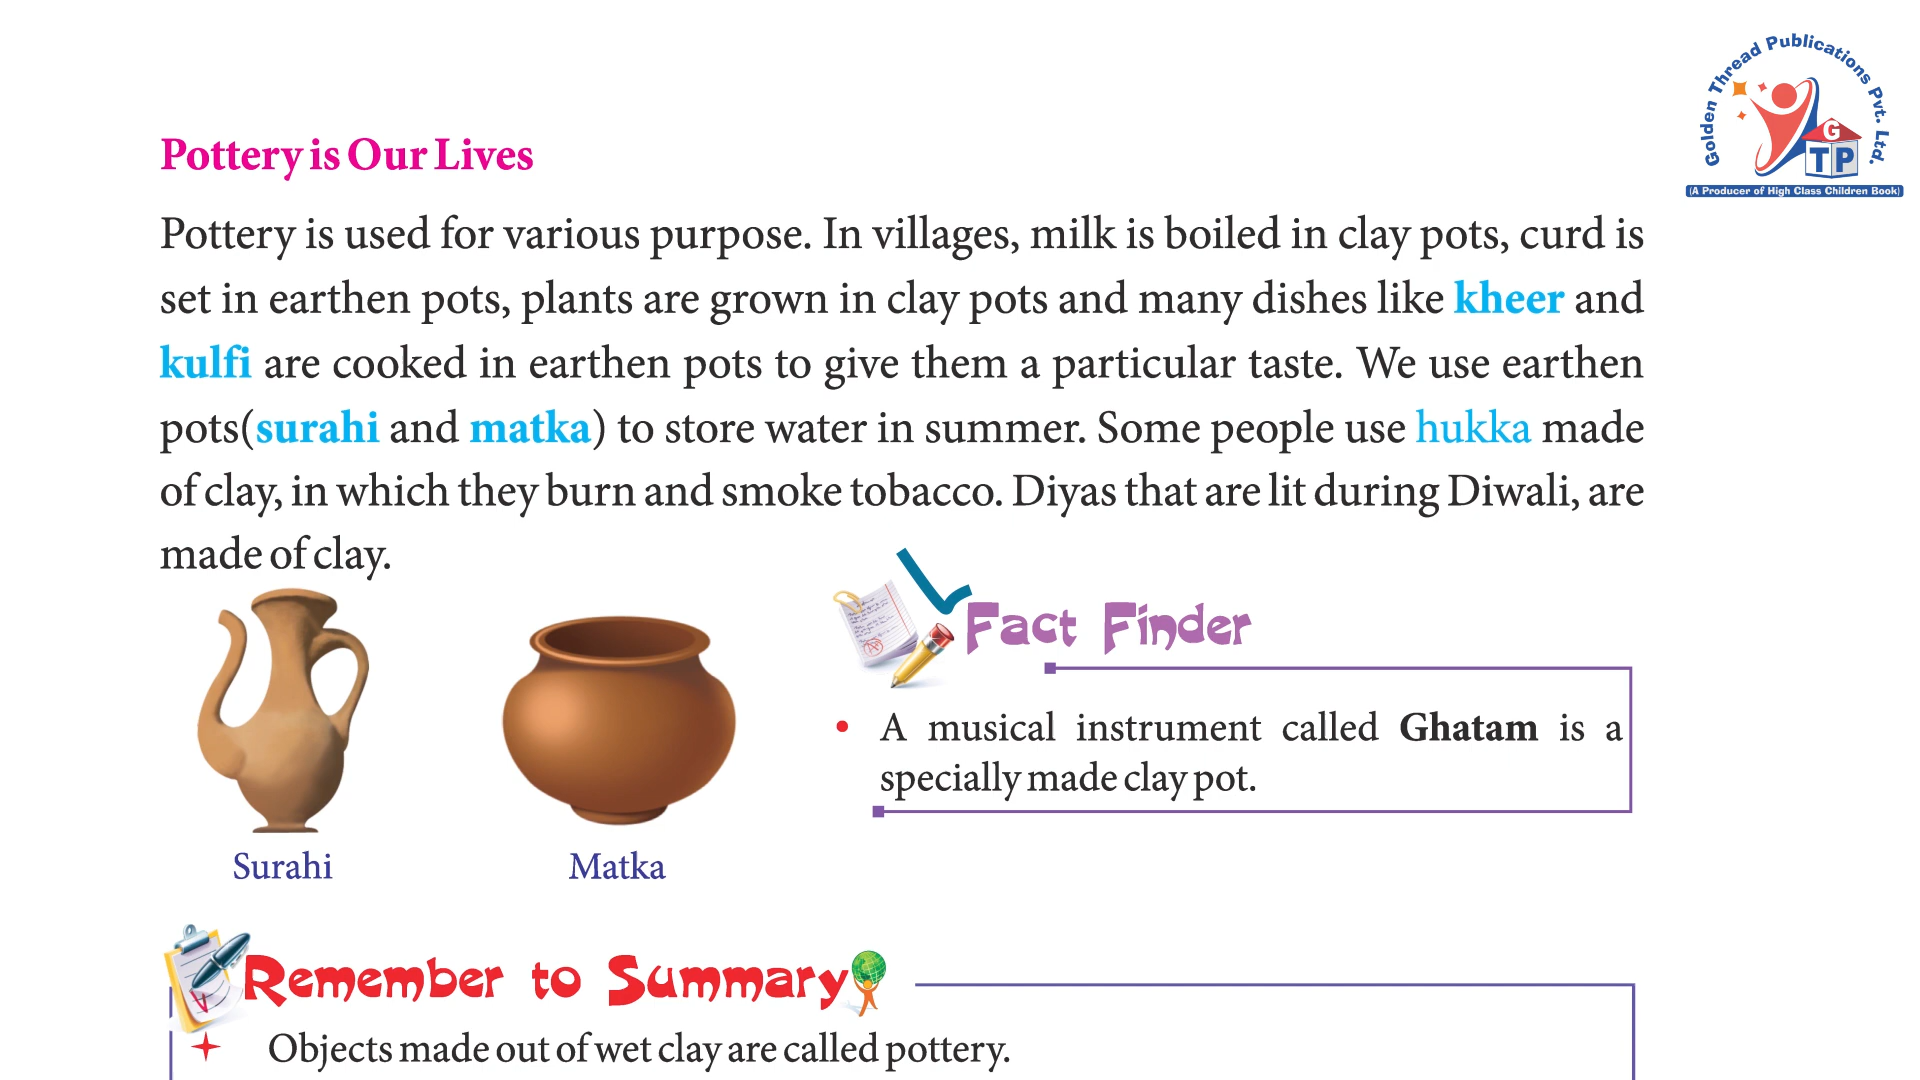 Golden Thread Publications Pvt. Ltd.
G
T P
(A Producer of High Class Children Book)
Pottery is Our Lives
Pottery is used for various purpose. In villages, milk is boiled in clay pots, curd is
set in earthen pots, plants are grown in clay pots and many dishes like kheer and
kulfi are cooked in earthen pots to give them a particular taste. We use earthen
pots(surahi and matka) to store water in summer. Some people use hukka made
of clay, in which they burn and smoke tobacco. Diyas that are lit during Diwali, are
made of clay.
Surahi
Matka
Fact Finder
• A musical instrument called Ghatam is a
specially made clay pot.
Remember to Summary
Objects made out of wet clay are called pottery.